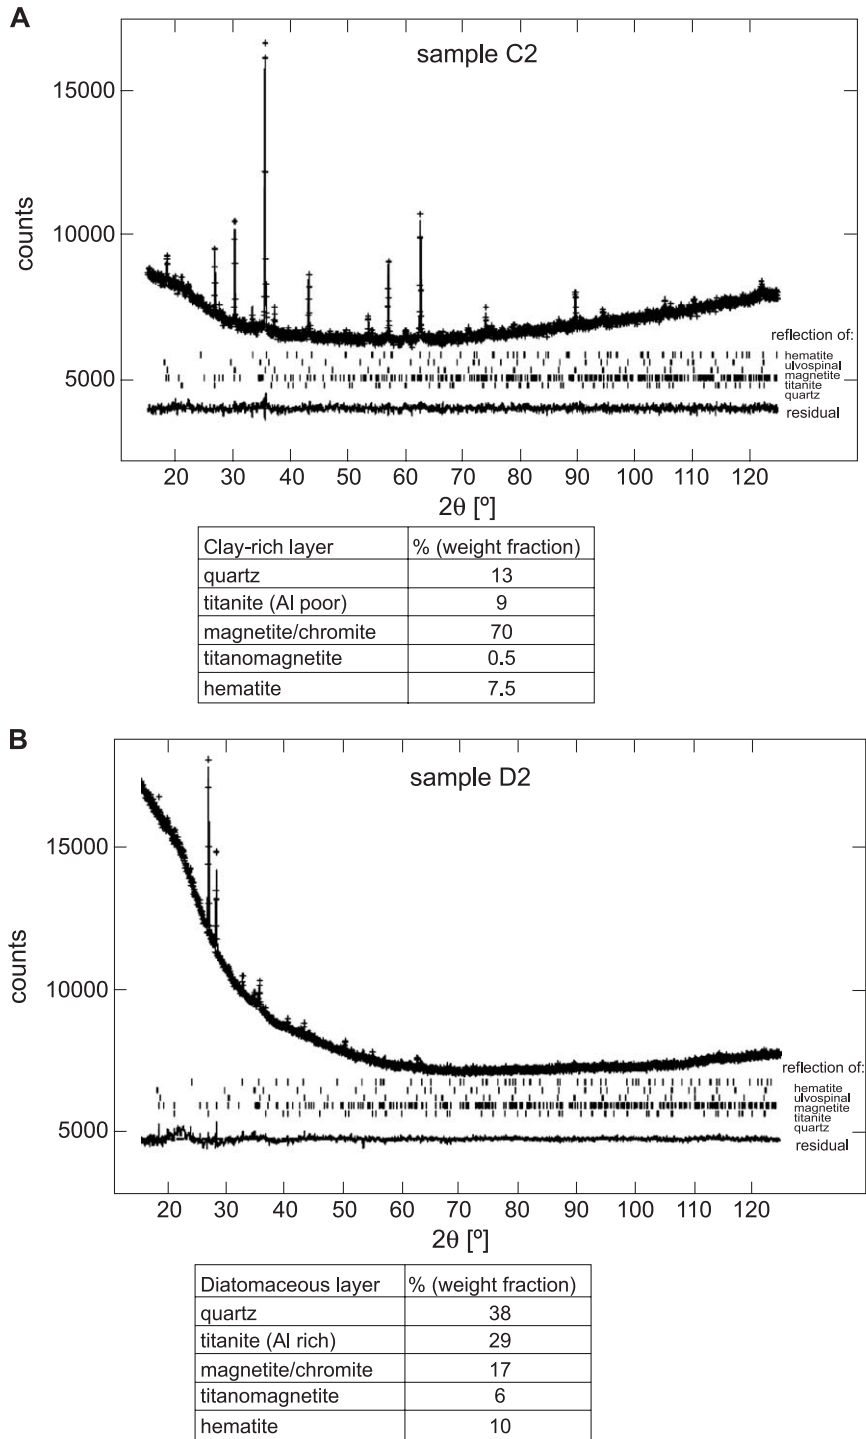 A
sample C2
15000
10000
5000
counts
reflection of:
hematite
ulvospinal
magnetite
titanite
quartz
residual
20 30 40 50 60 70 80 90 100 110 120
2θ [º]
Clay-rich layer % (weight fraction)
quartz 13
titanite (Al poor) 9
magnetite/chromite 70
titanomagnetite 0.5
hematite 7.5
B
sample D2
15000
10000
5000
counts
reflection of:
hematite
ulvospinal
magnetite
titanite
quartz
residual
20 30 40 50 60 70 80 90 100 110 120
2θ [º]
Diatomaceous layer % (weight fraction)
quartz 38
titanite (Al rich) 29
magnetite/chromite 17
titanomagnetite 6
hematite 10